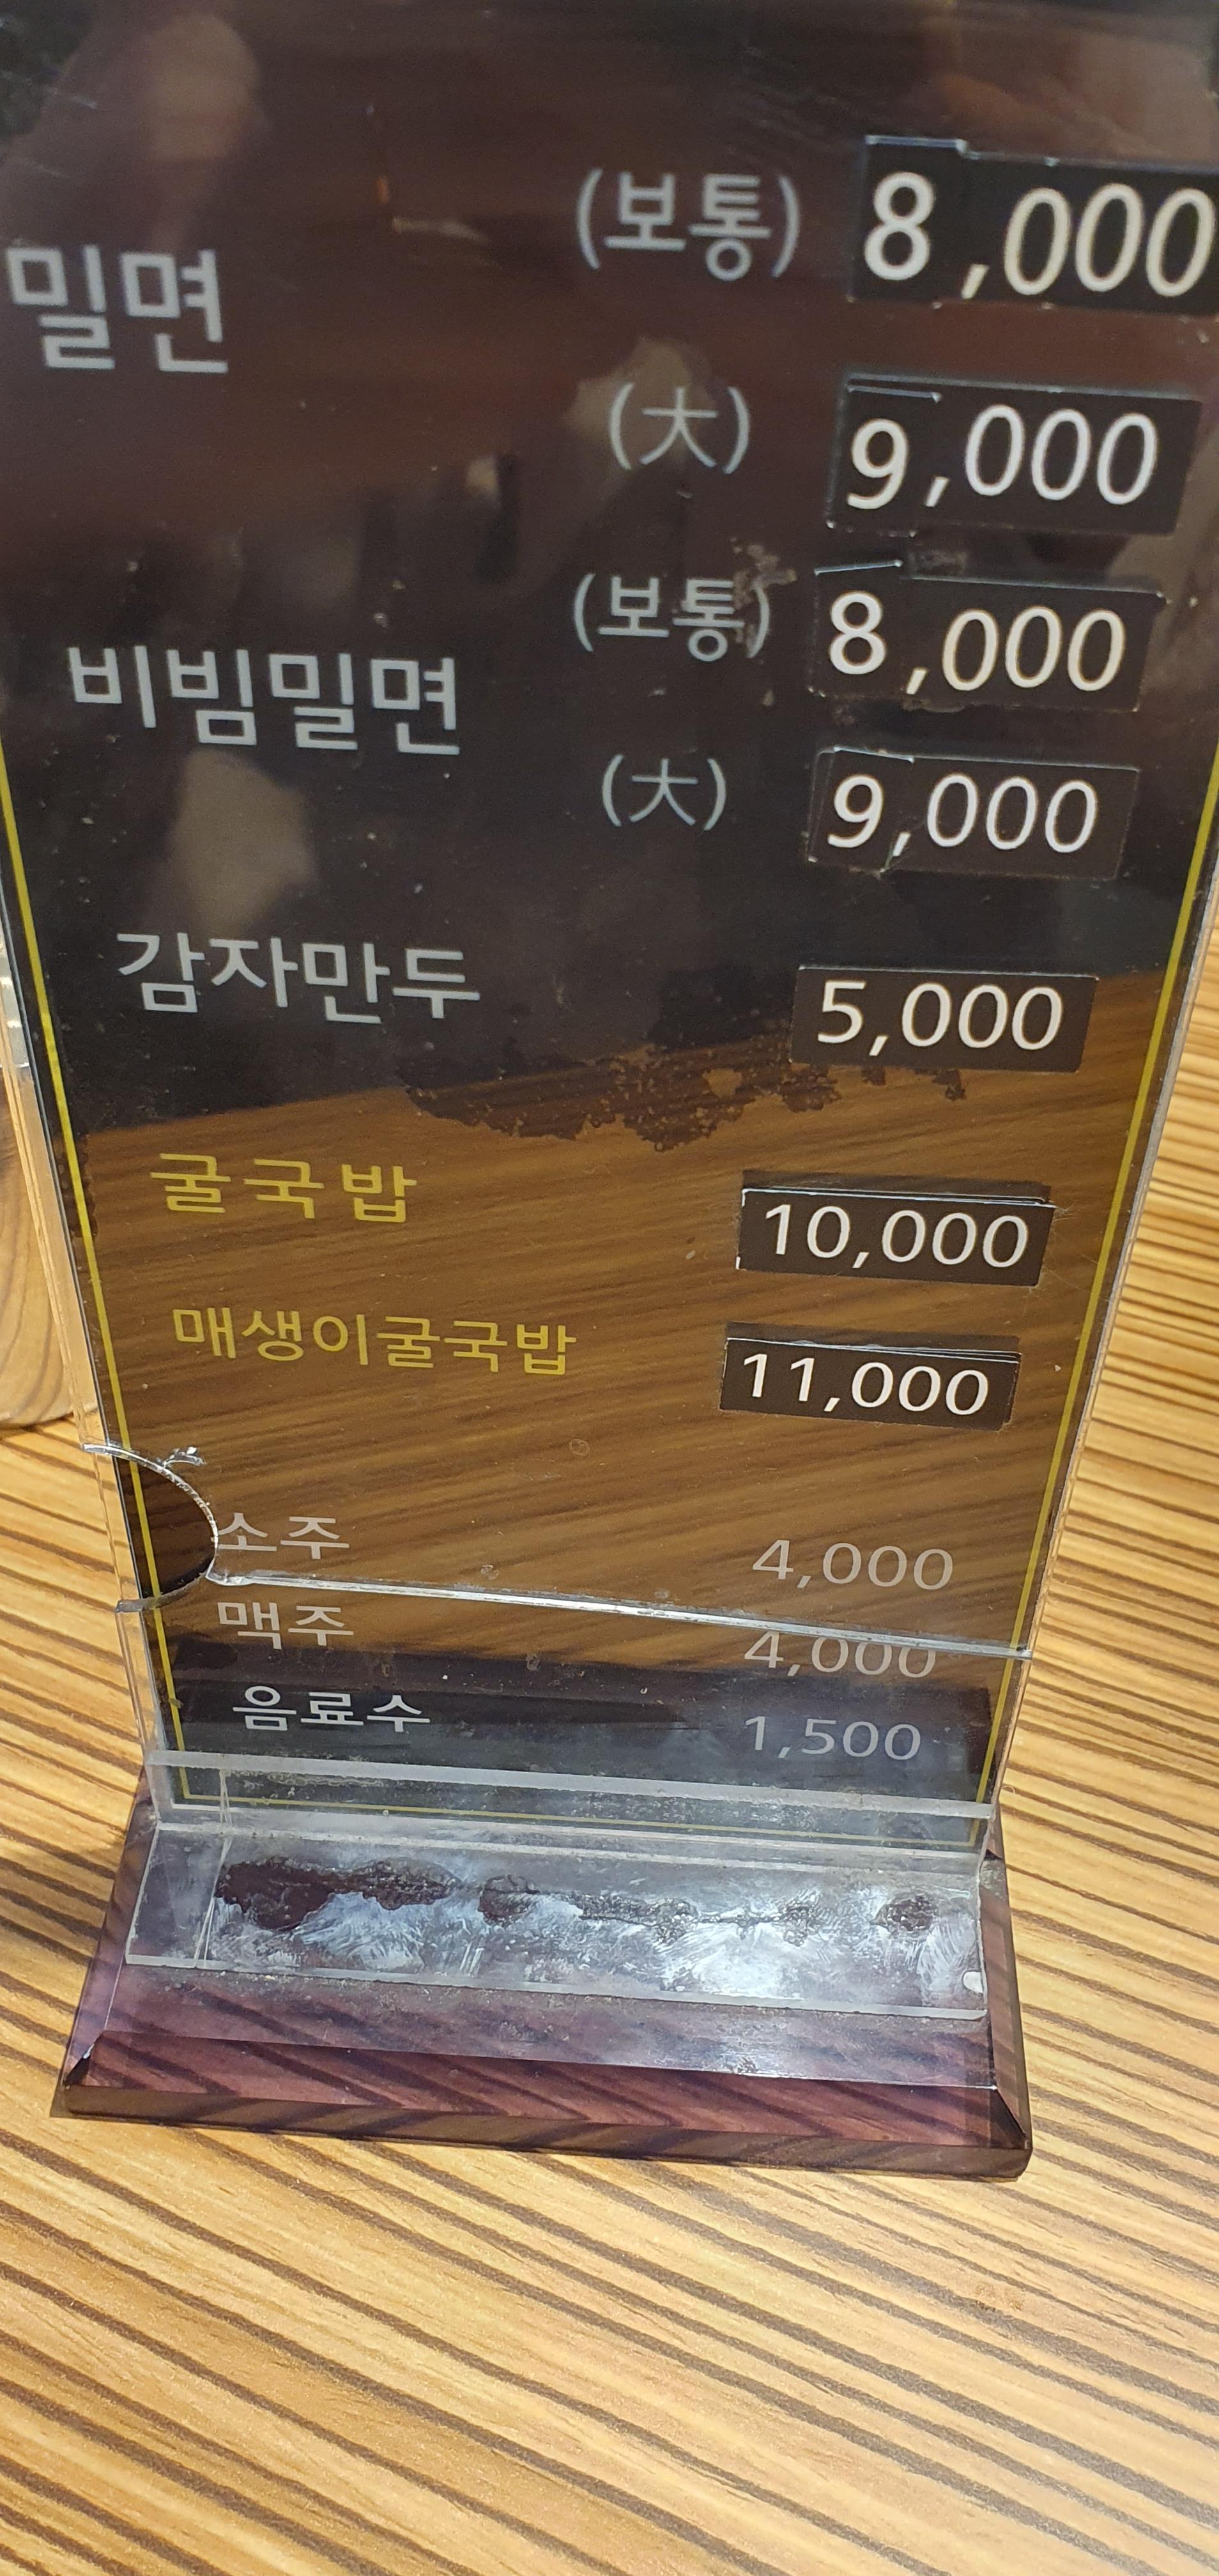 밀면 (보통) 8,000
(大) 9,000
비빔밀면 (보통) 8,000
(大) 9,000
감자만두 5,000
굴국밥 10,000
매생이굴국밥 11,000
소주 4,000
맥주 4,000
음료수 1,500